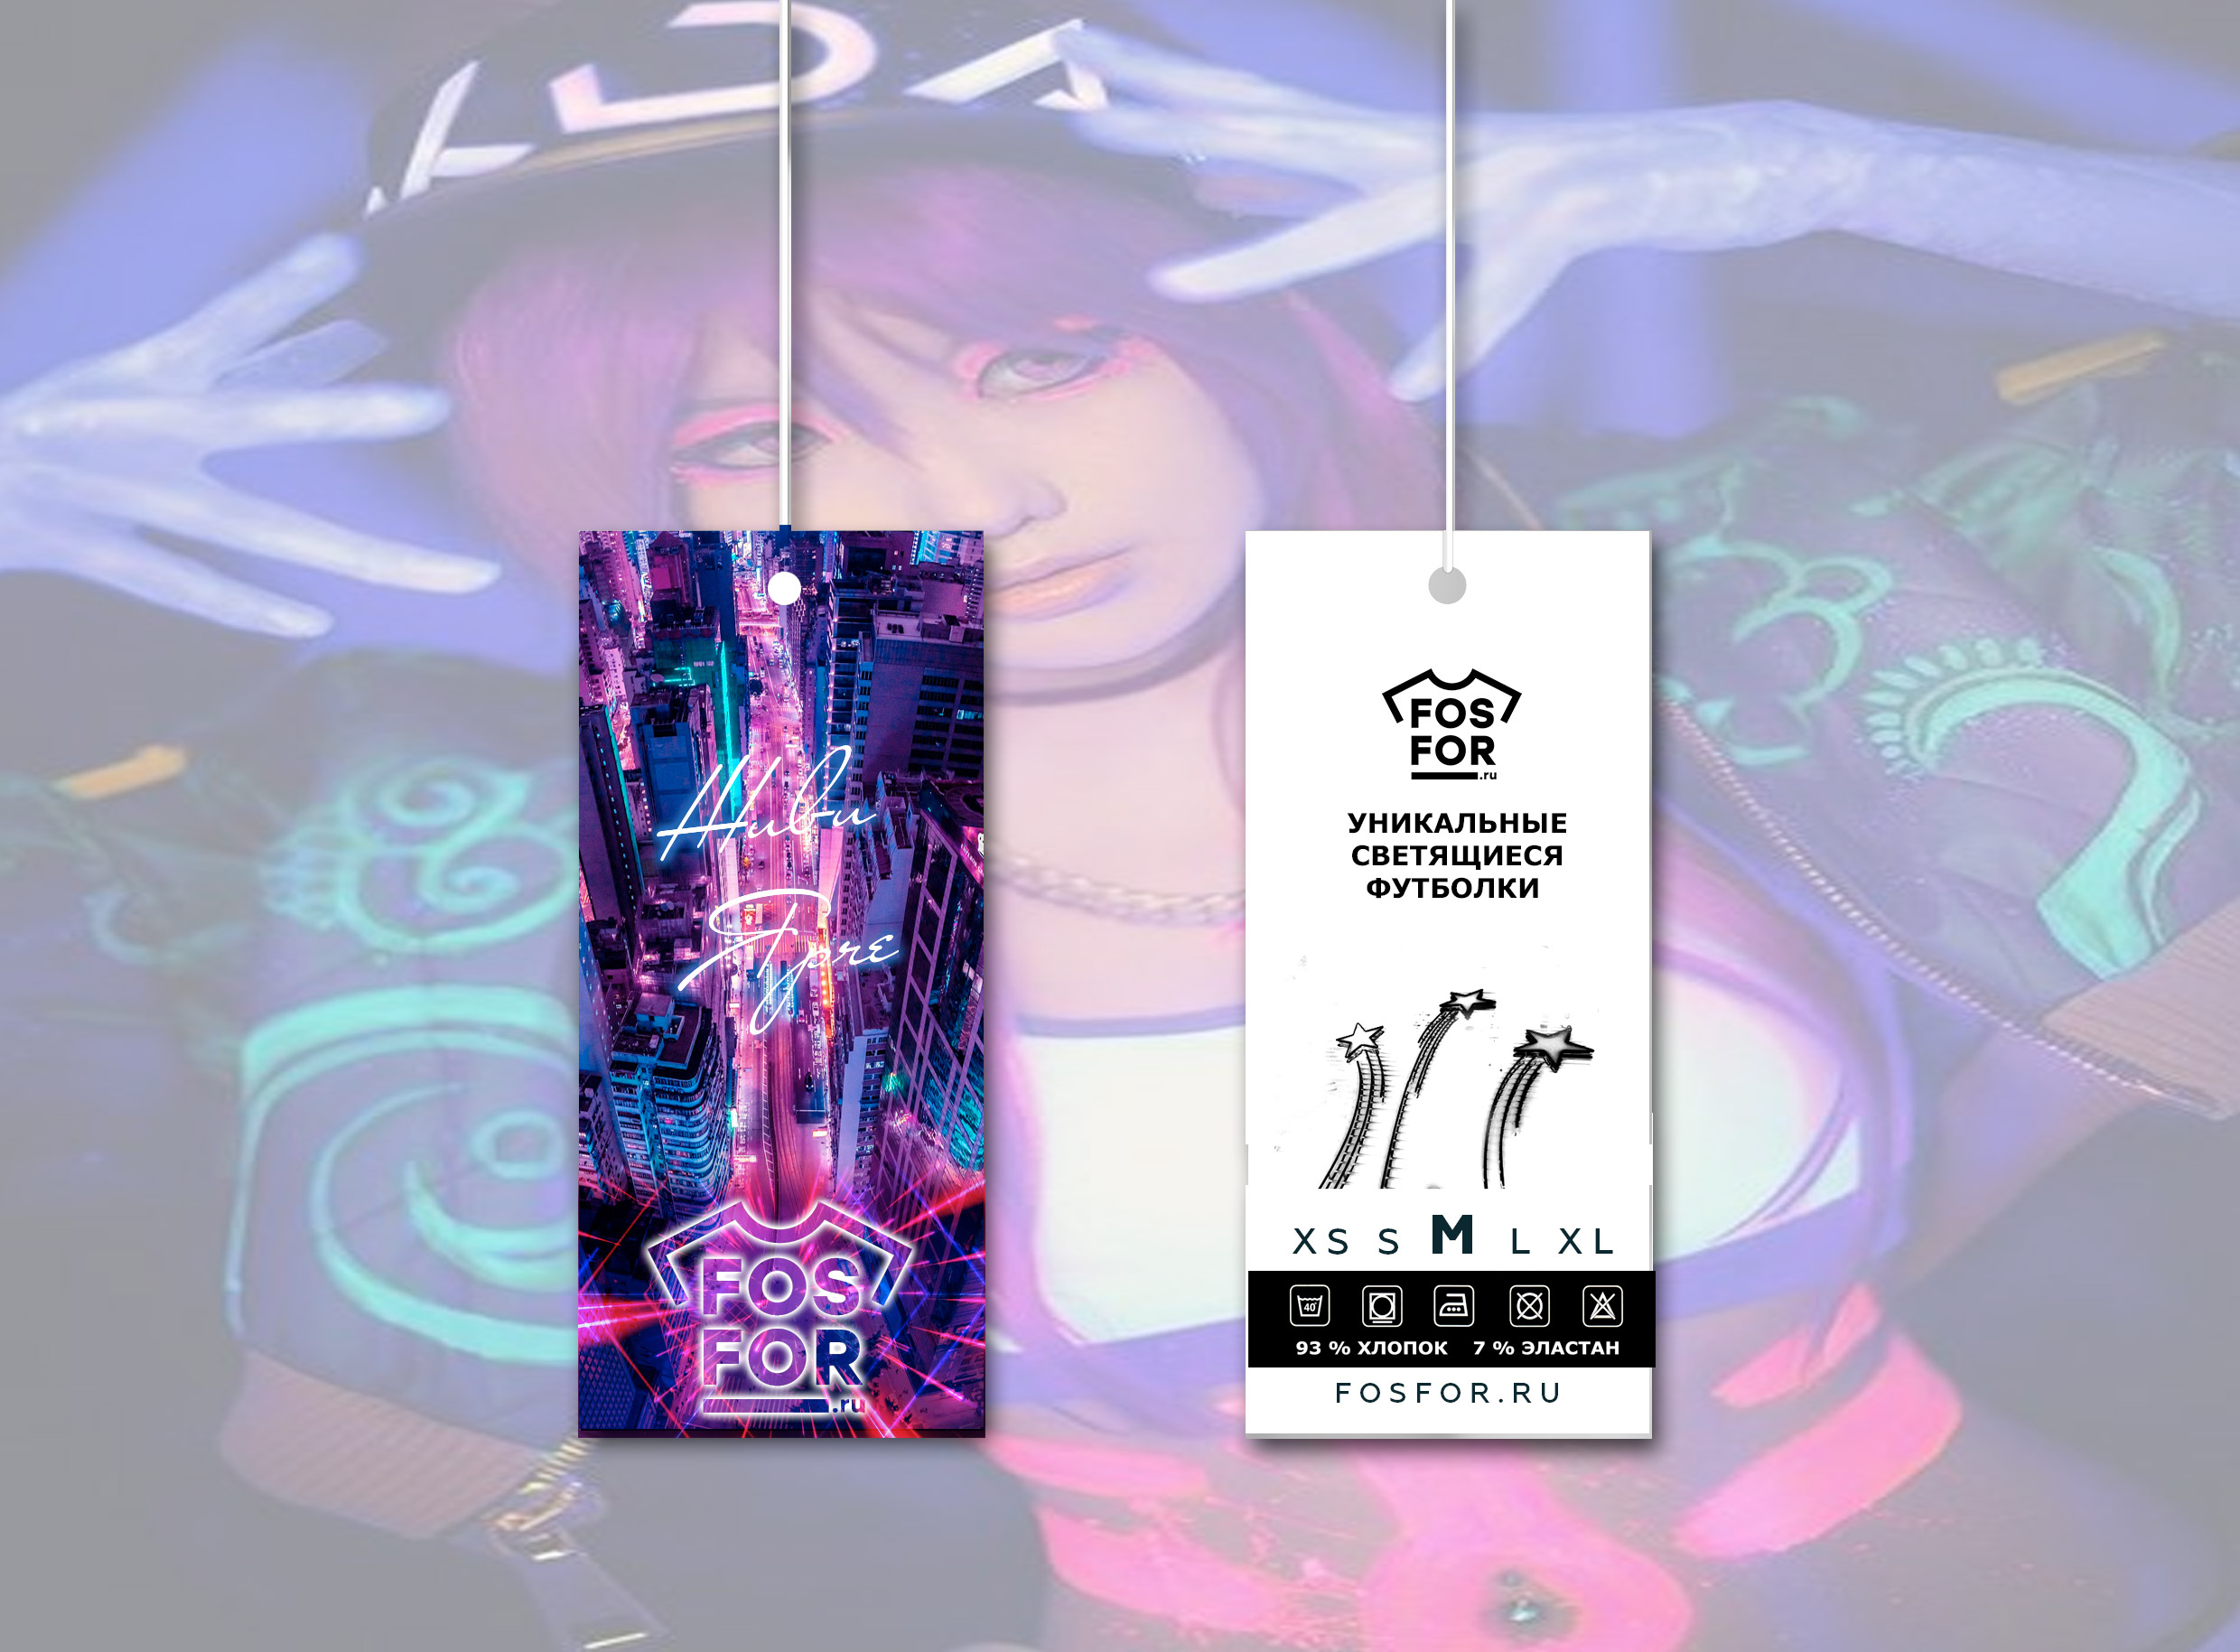 Живи
Ярче
FOS
FOR
.ru
FOS
FOR
.ru
УНИКАЛЬНЫЕ
СВЕТЯЩИЕСЯ
ФУТБОЛКИ
XS S M L XL
40
93 % ХЛОПОК 7 % ЭЛАСТАН
FOSFOR.RU